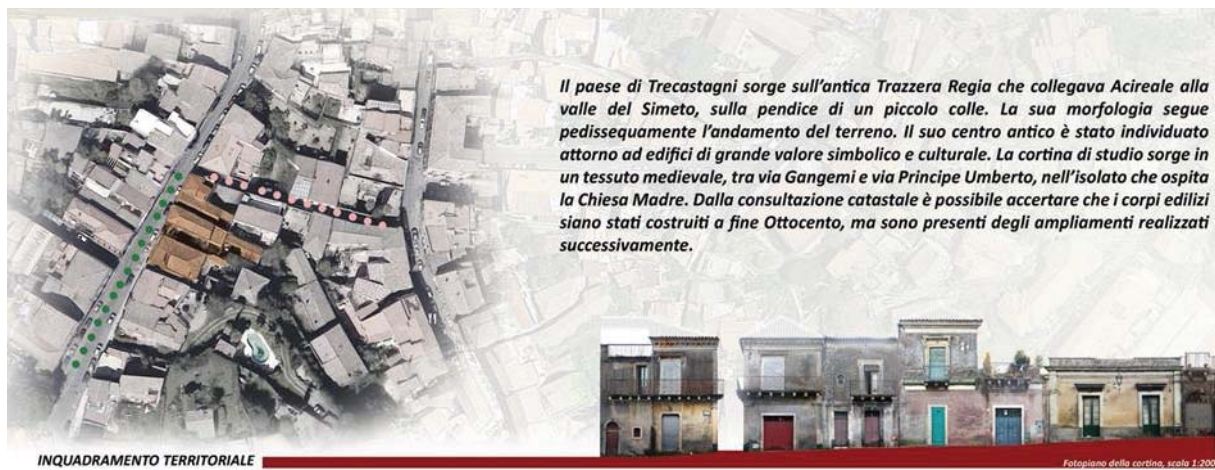 Il paese di Trecastagni sorge sull'antica Trazzera Regia che collegava Acireale alla
valle del Simeto, sulla pendice di un piccolo colle. La sua morfologia segue
pedissequamente l'andamento del terreno. Il suo centro antico è stato individuato
attorno ad edifici di grande valore simbolico e culturale. La cortina di studio sorge in
un tessuto medievale, tra via Gangemi e via Principe Umberto, nell'isolato che ospita
la Chiesa Madre. Dalla consultazione catastale è possibile accertare che i corpi edilizi
siano stati costruiti a fine Ottocento, ma sono presenti degli ampliamenti realizzati
successivamente.
INQUADRAMENTO TERRITORIALE
Fotopiano della cortina, scala 1:200